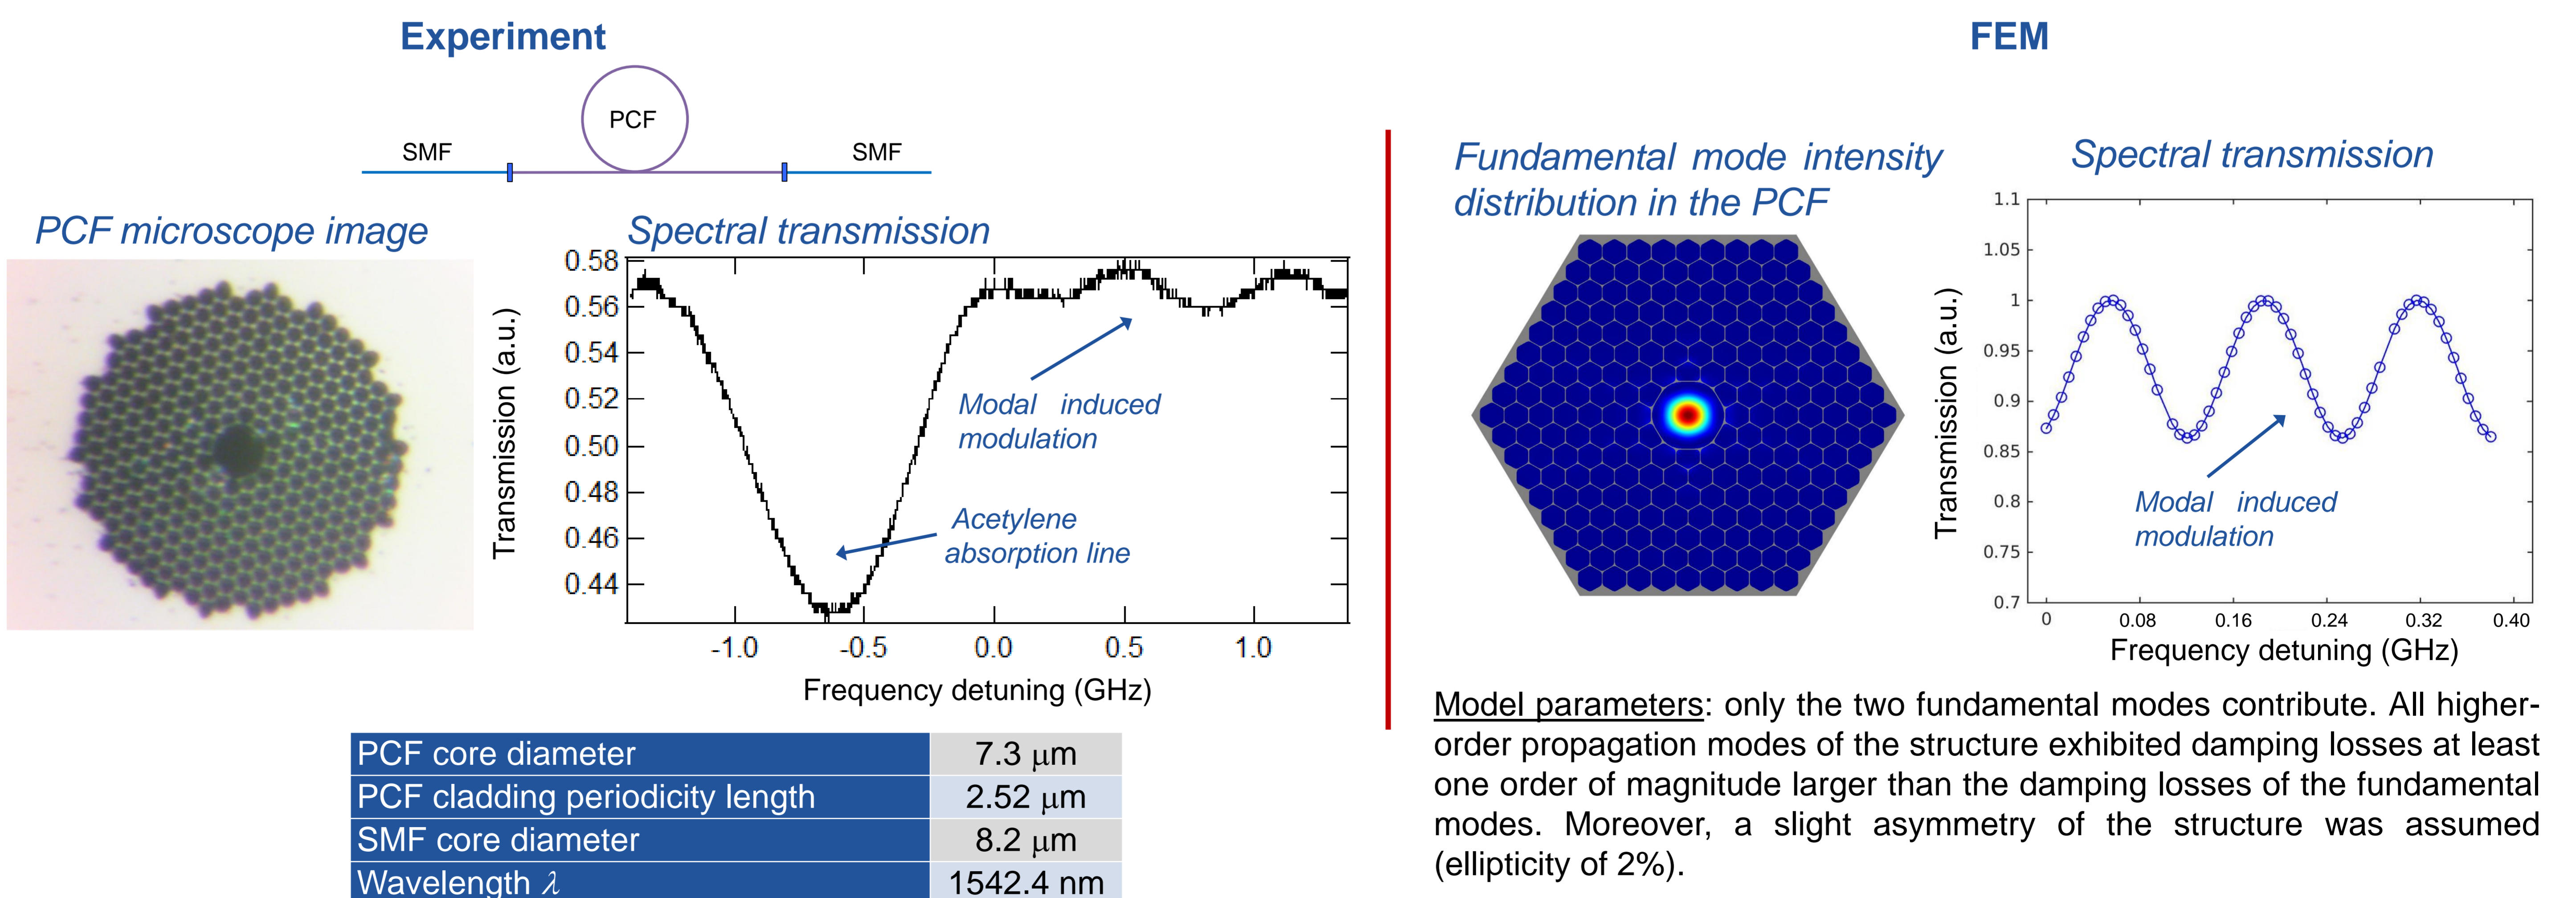 Experiment
PCF
SMF
SMF
PCF microscope image
Spectral transmission
0.58
0.56
0.54
0.52
0.50
0.48
0.46
0.44
Transmission (a.u.)
Modal induced
modulation
Acetylene
absorption line
-1.0 -0.5 0.0 0.5 1.0
Frequency detuning (GHz)
PCF core diameter 7.3 μm
PCF cladding periodicity length 2.52 μm
SMF core diameter 8.2 μm
Wavelength λ 1542.4 nm
FEM
Fundamental mode intensity
distribution in the PCF
Spectral transmission
1.1
1.05
1
0.95
0.9
0.85
0.8
0.75
0.7
Transmission (a.u.)
Modal induced
modulation
0 0.08 0.16 0.24 0.32 0.40
Frequency detuning (GHz)
Model parameters: only the two fundamental modes contribute. All higher-
order propagation modes of the structure exhibited damping losses at least
one order of magnitude larger than the damping losses of the fundamental
modes. Moreover, a slight asymmetry of the structure was assumed
(ellipticity of 2%).